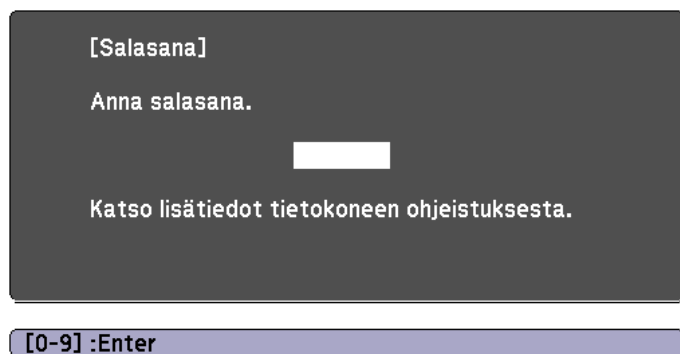 [Salasana]
Anna salasana.
Katso lisätiedot tietokoneen ohjeistuksesta.
[0-9] :Enter